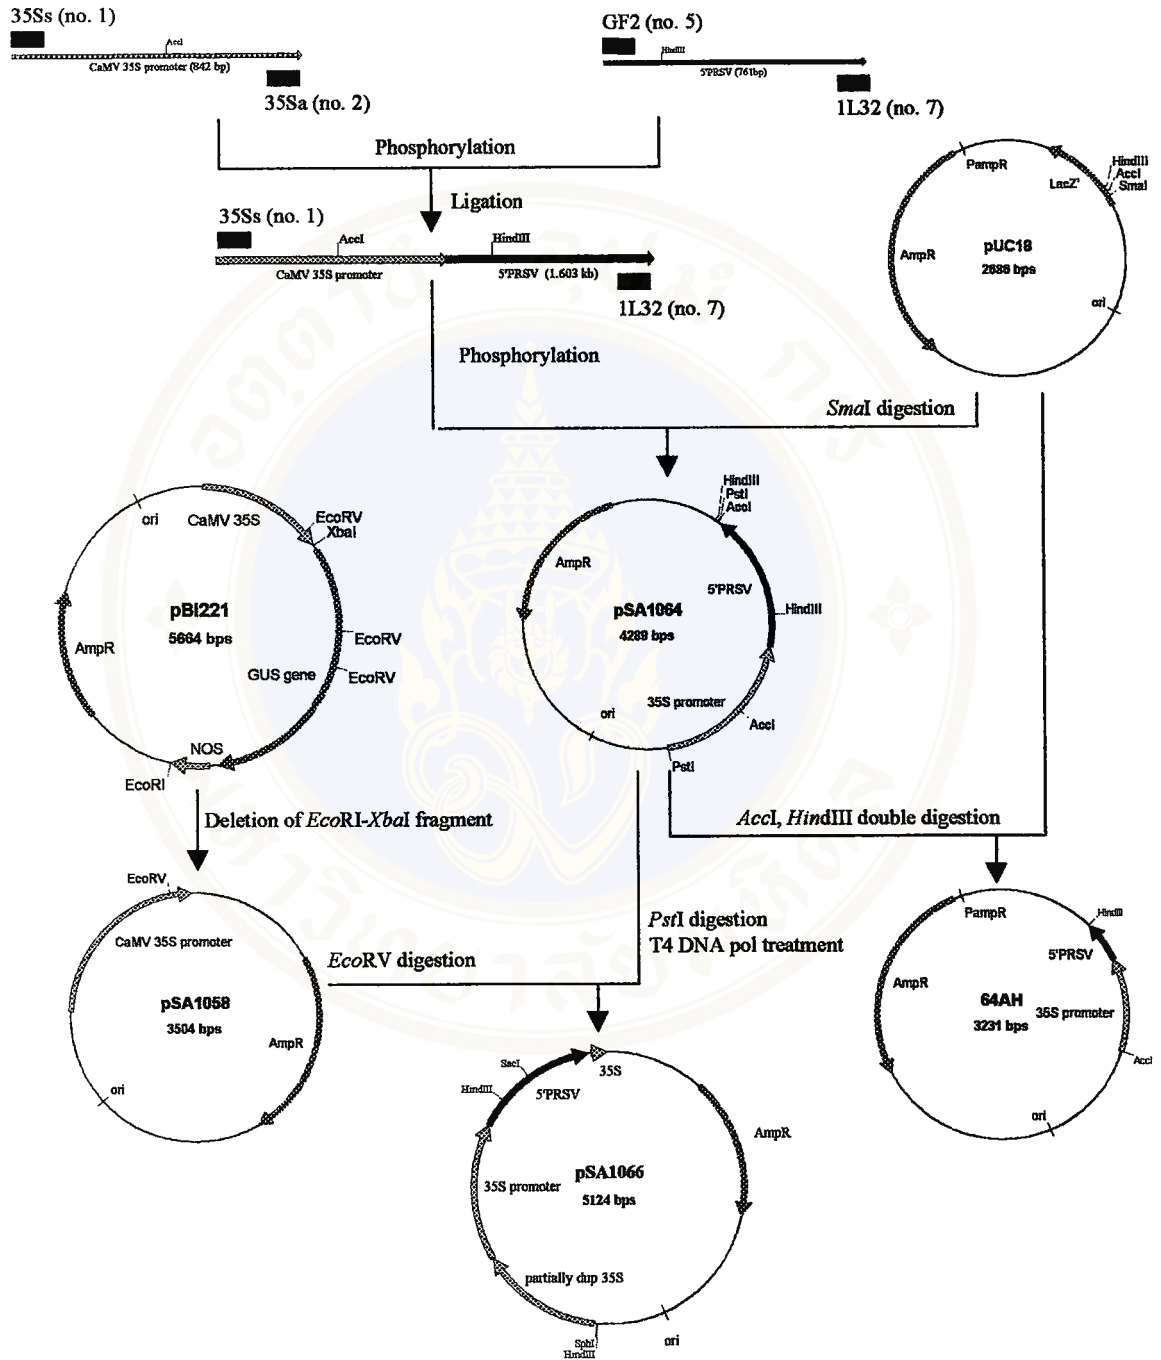 35Ss (no. 1)
AccI
CaMV 35S promoter (842 bp)
35Sa (no. 2)
GF2 (no. 5)
HindIII
5'PRSV (761bp)
1L32 (no. 7)
Phosphorylation
Ligation
35Ss (no. 1)
AccI
HindIII
CaMV 35S promoter
5'PRSV (1.603 kb)
1L32 (no. 7)
Phosphorylation
PampR
LacZ'
HindIII
AccI
SmaI
AmpR
pUC18
2686 bps
ori
SmaI digestion
ori
CaMV 35S
EcoRV
XbaI
pBI221
5664 bps
AmpR
EcoRV
GUS gene
EcoRV
NOS
EcoRI
HindIII
PstI
AccI
AmpR
5'PRSV
pSA1064
4289 bps
HindIII
35S promoter
AccI
ori
PstI
Deletion of EcoRI-XbaI fragment
AccI, HindIII double digestion
EcoRV
CaMV 35S promoter
pSA1058
3504 bps
AmpR
ori
EcoRV digestion
PstI digestion
T4 DNA pol treatment
PampR
HindIII
5'PRSV
AmpR
64AH
3231 bps
35S promoter
AccI
ori
SacI
35S
HindIII
5'PRSV
AmpR
35S promoter
pSA1066
5124 bps
partially dup 35S
SphI
HindIII
ori